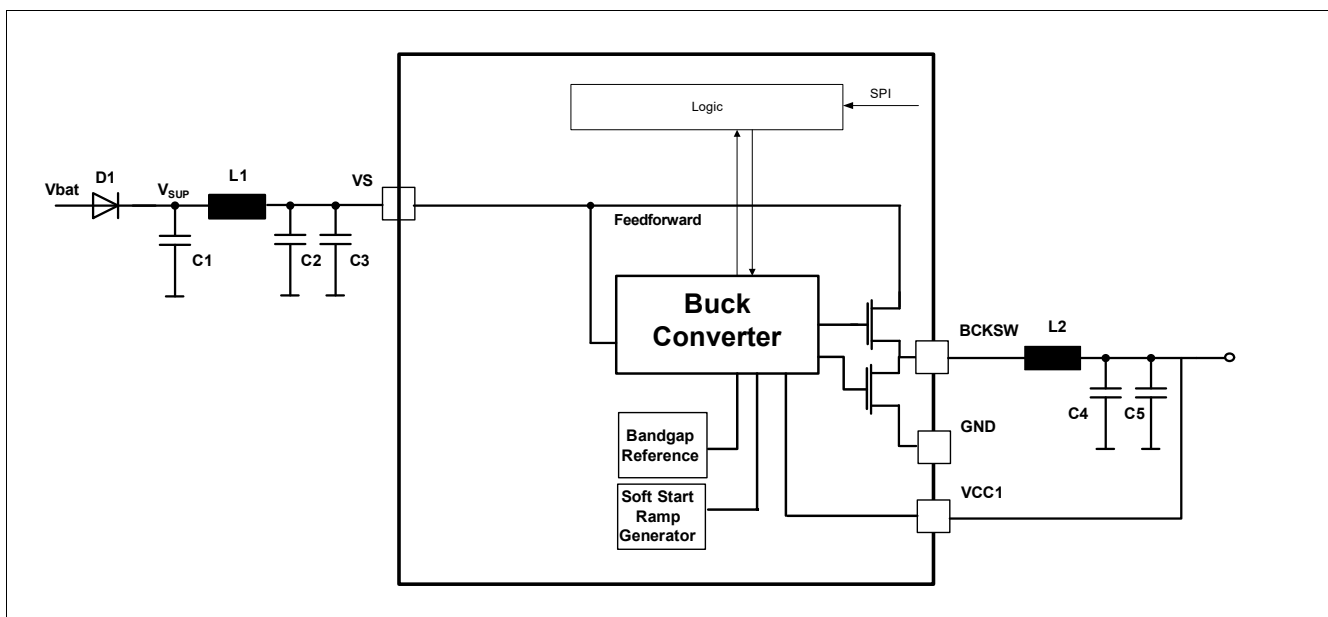 SPI
Logic
D1
L1
VS
Vbat
VSUP
Feedforward
C1
C2
C3
Buck
Converter
BCKSW
L2
C4
C5
GND
Bandgap
Reference
VCC1
Soft Start
Ramp
Generator